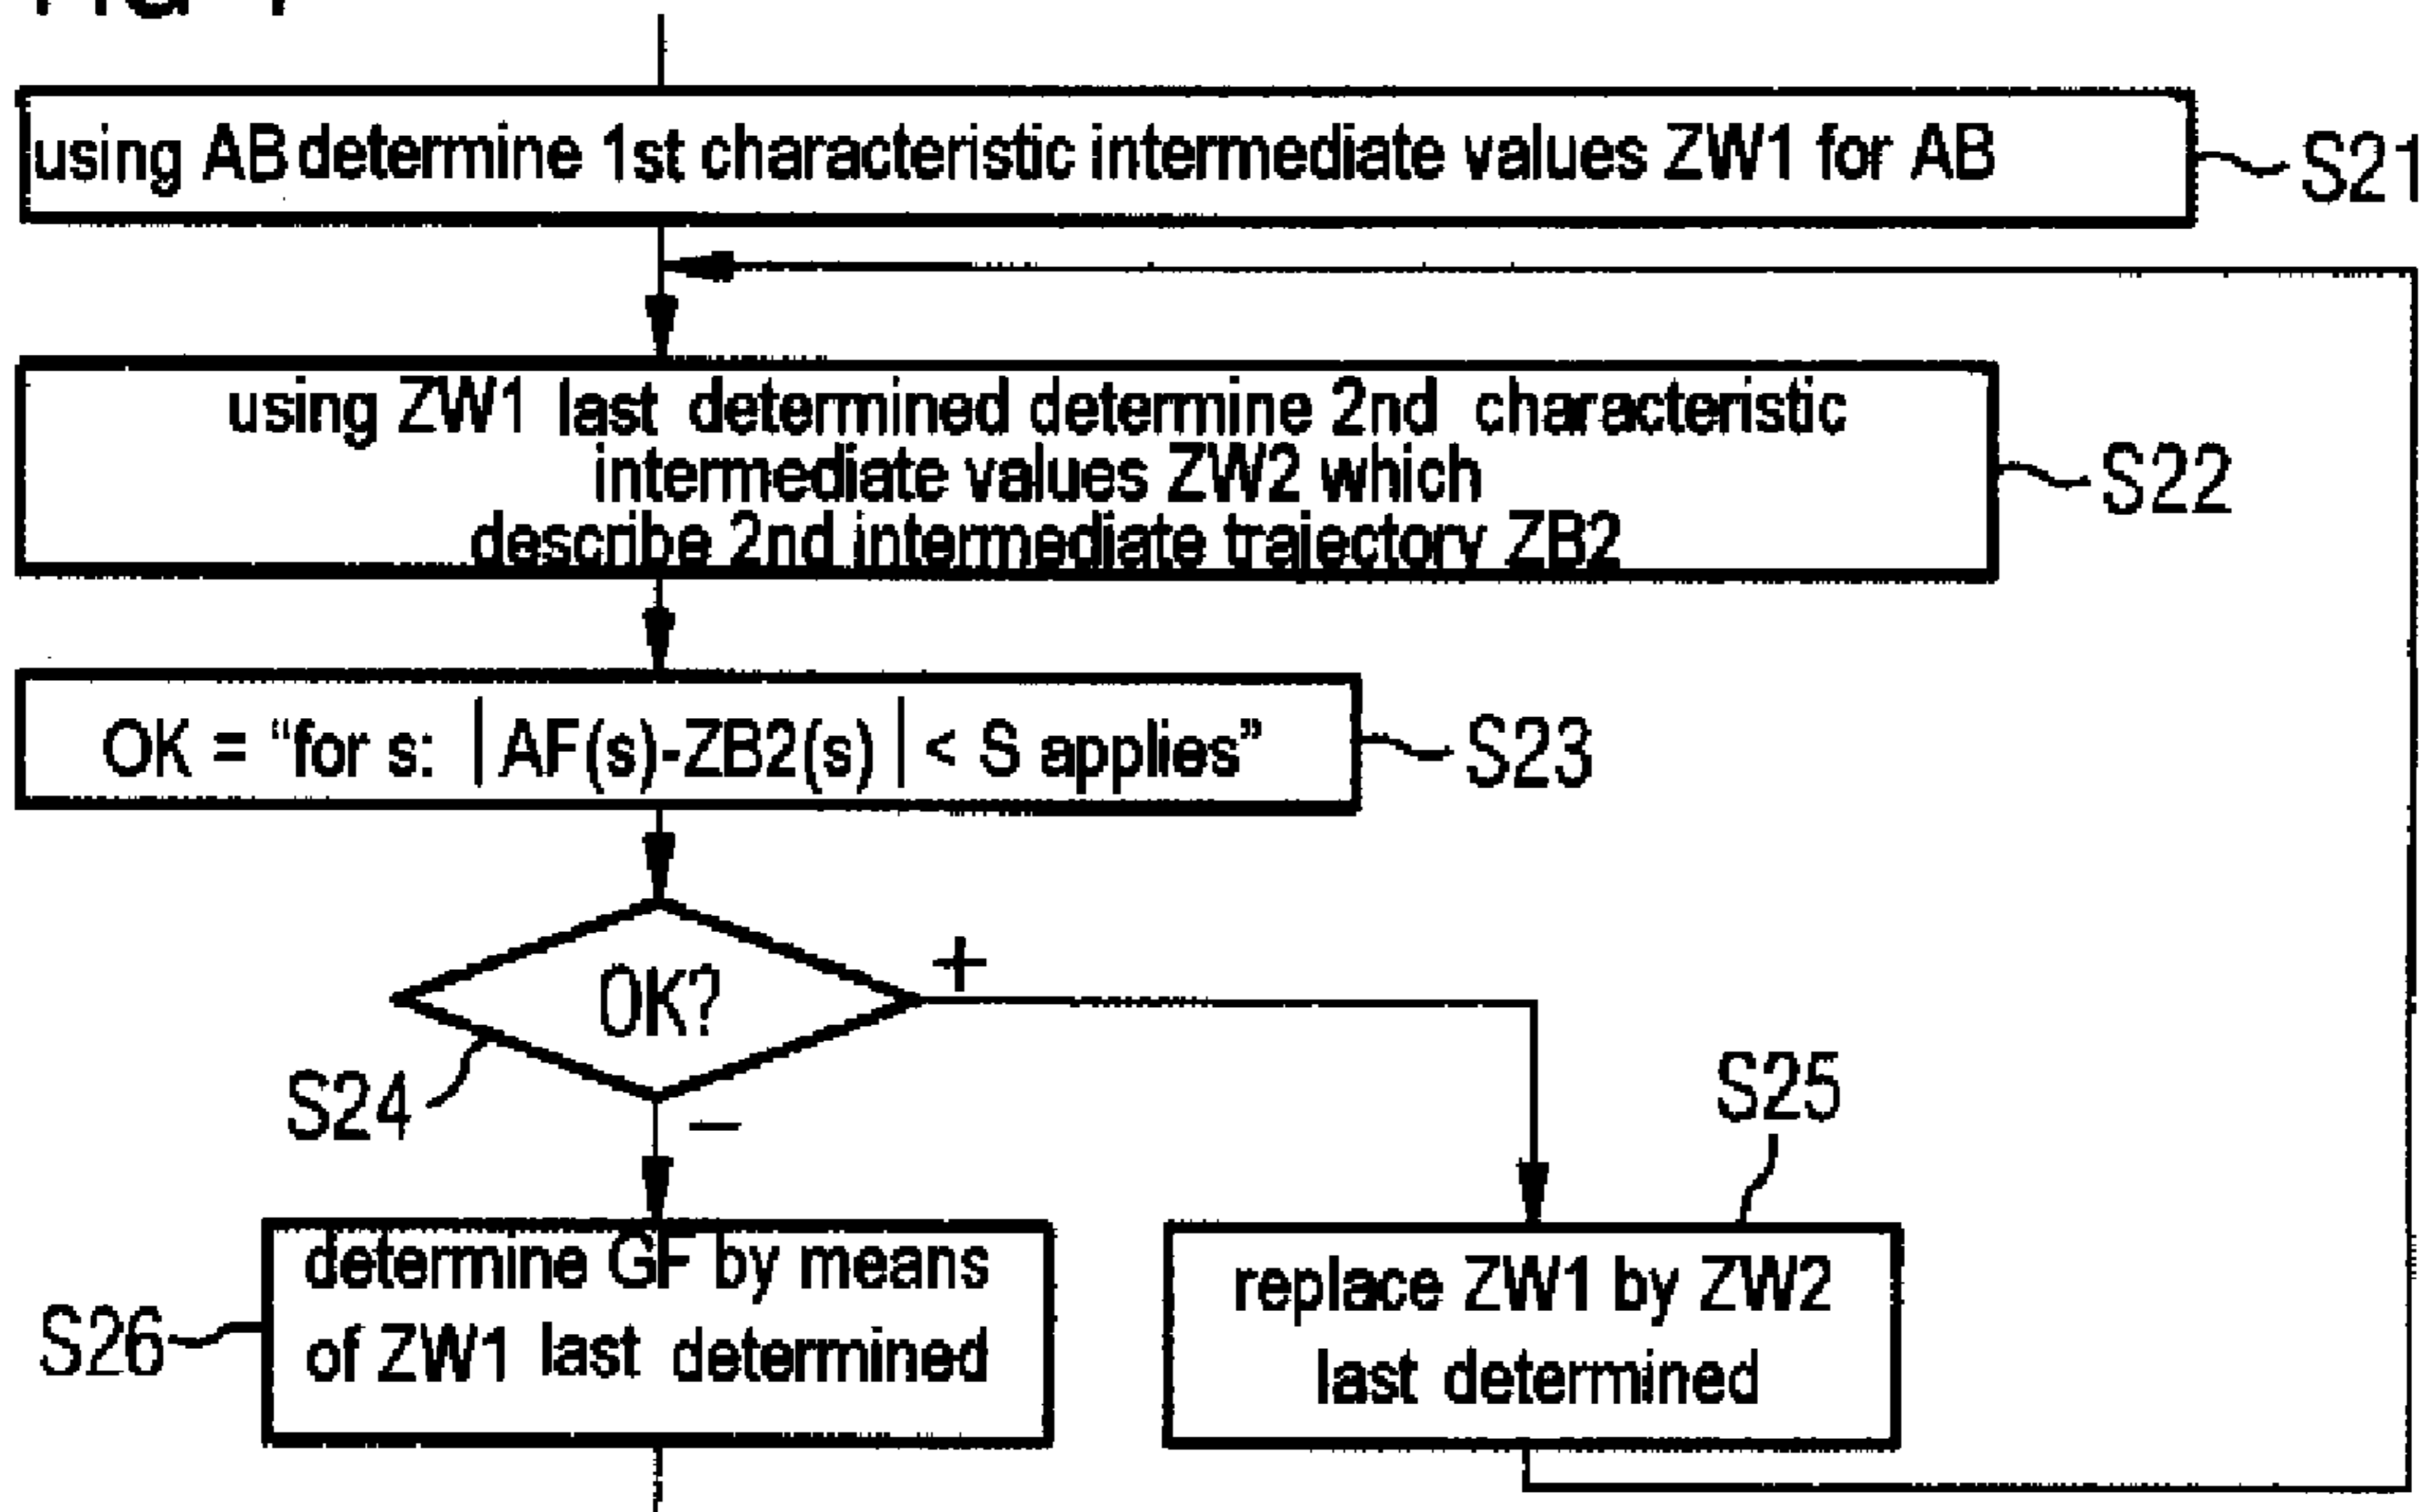 using AB determine 1st characteristic intermediate values ZW1 for AB
S21
using ZW1 last determined determine 2nd characteristic
intermediate values ZW2 which
describe 2nd intermediate trajectory ZB2
S22
OK = “for s: |AF(s)-ZB2(s)| < S applies”
S23
+
OK?
S24
–
S25
determine GF by means
of ZW1 last determined
S26
replace ZW1 by ZW2
last determined